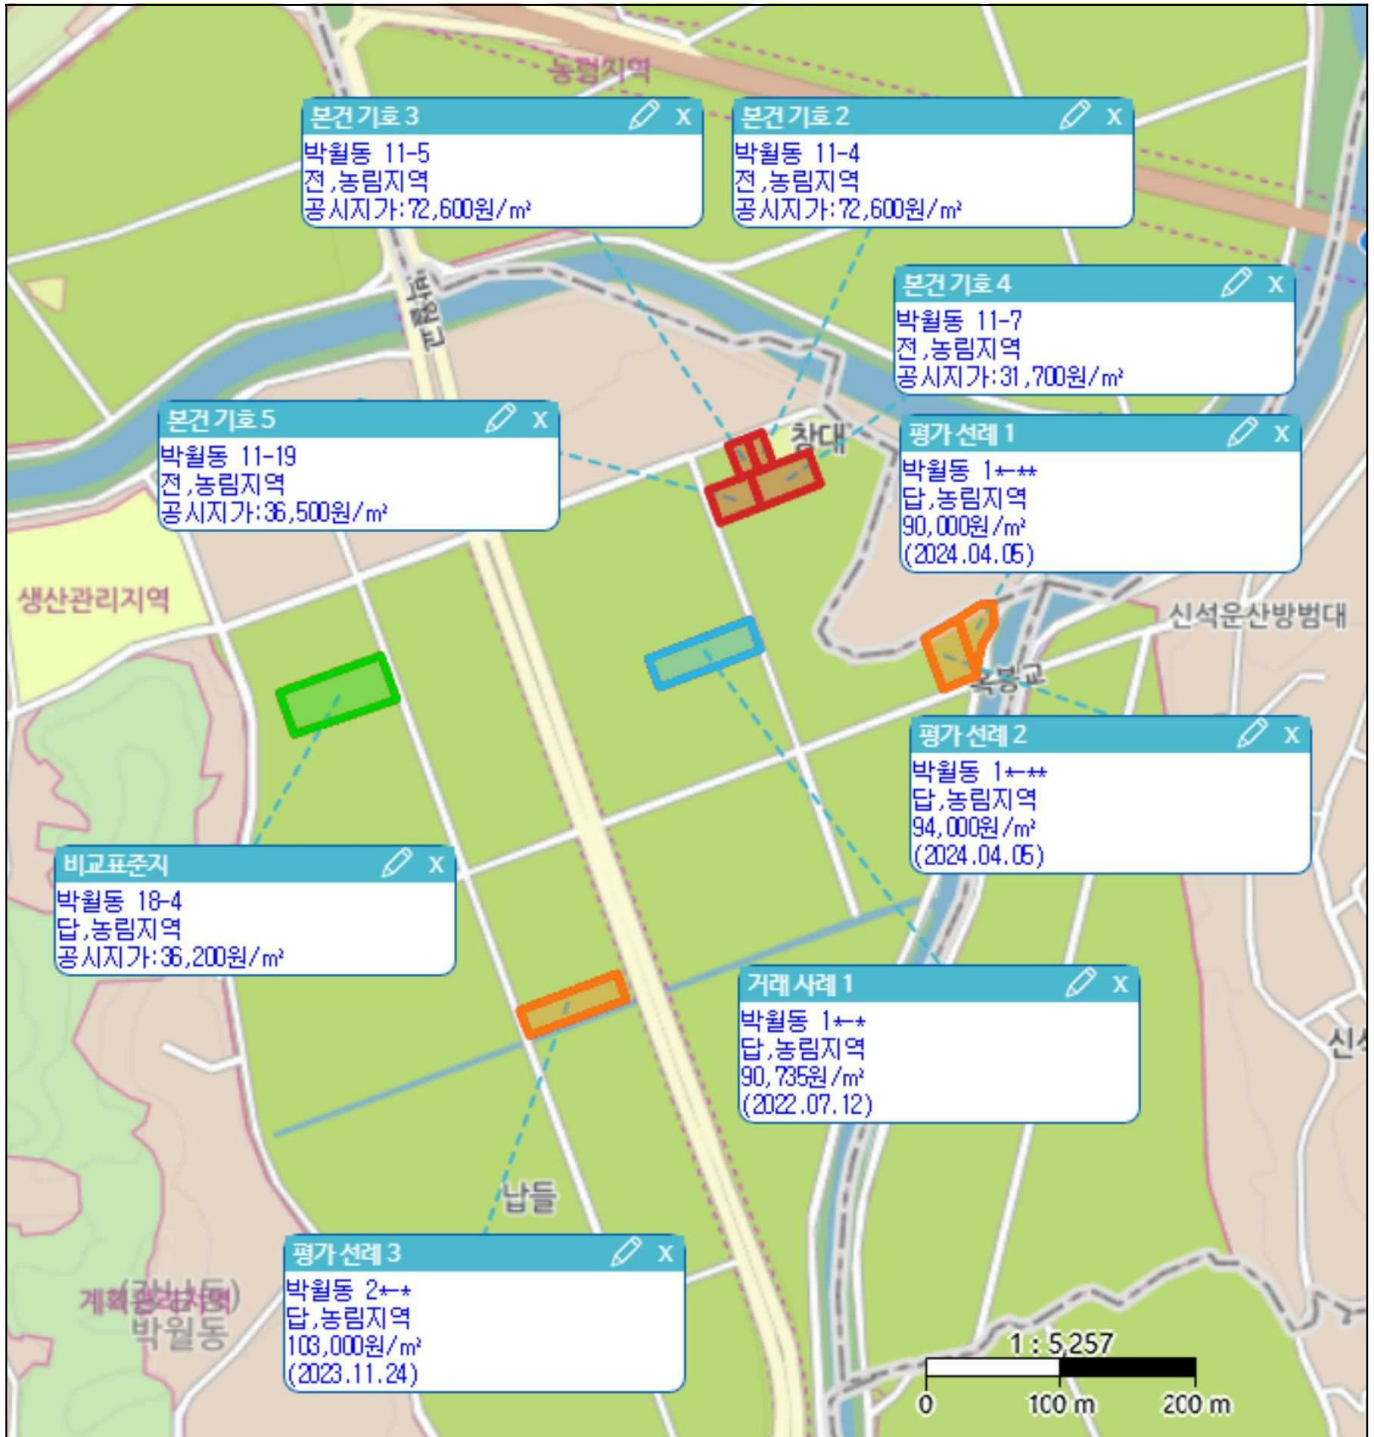 농림지역
본건 기호 3 X
박월동 11-5
전,농림지역
공시지가:72,600원/㎡
본건 기호 2 X
박월동 11-4
전,농림지역
공시지가:72,600원/㎡
본건 기호 4 X
박월동 11-7
전,농림지역
공시지가:31,700원/㎡
본건 기호 5 X
박월동 11-19
전,농림지역
공시지가:36,500원/㎡
창대
평가 선례 1 X
박월동 1*-**
답,농림지역
90,000원/㎡
(2024.04.05)
생산관리지역
신석운산방범대
옥봉교
평가 선례 2 X
박월동 1*-**
답,농림지역
94,000원/㎡
(2024.04.05)
비교표준지 X
박월동 18-4
답,농림지역
공시지가:36,200원/㎡
거래 사례 1 X
박월동 1*-*
답,농림지역
90,735원/㎡
(2022.07.12)
납들
평가 선례 3 X
박월동 2*-*
답,농림지역
103,000원/㎡
(2023.11.24)
계획관리지역
박월동
1 : 5,257
0 100 m 200 m